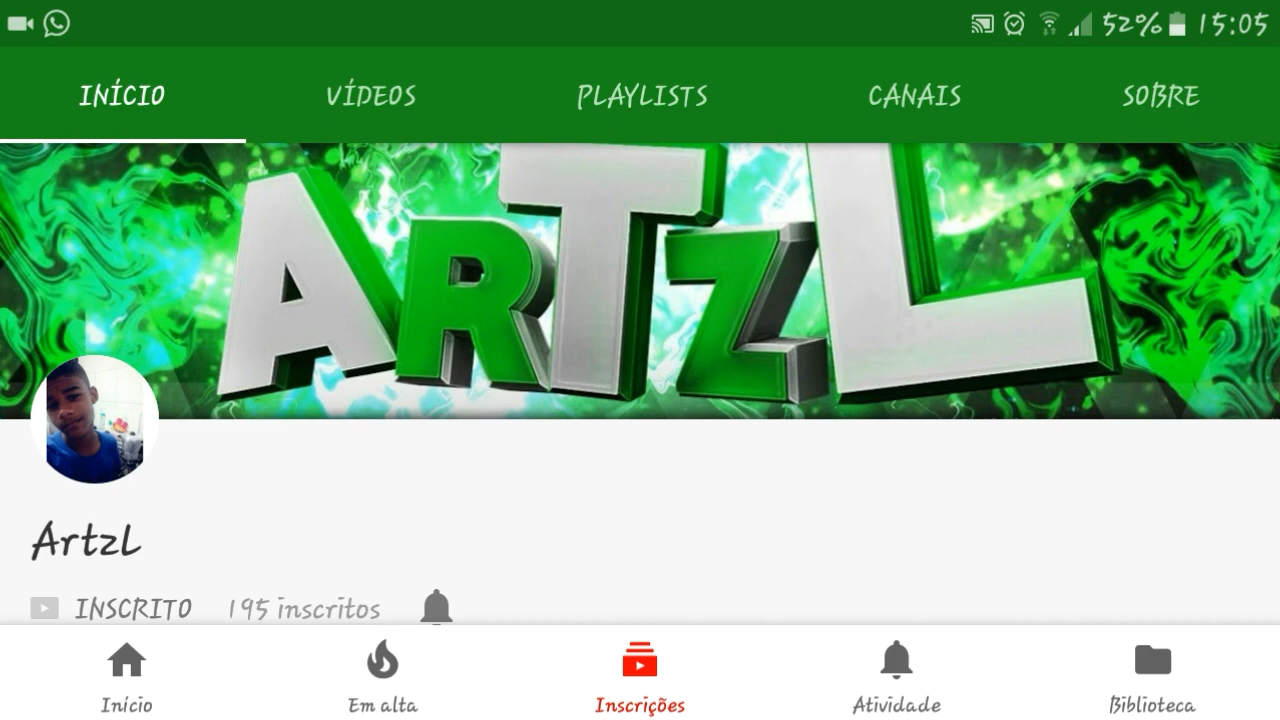 52% 15:05
INÍCIO VÍDEOS PLAYLISTS CANAIS SOBRE
ARTZL
ArtzL
INSCRITO 195 inscritos
Início Em alta Inscrições Atividade Biblioteca